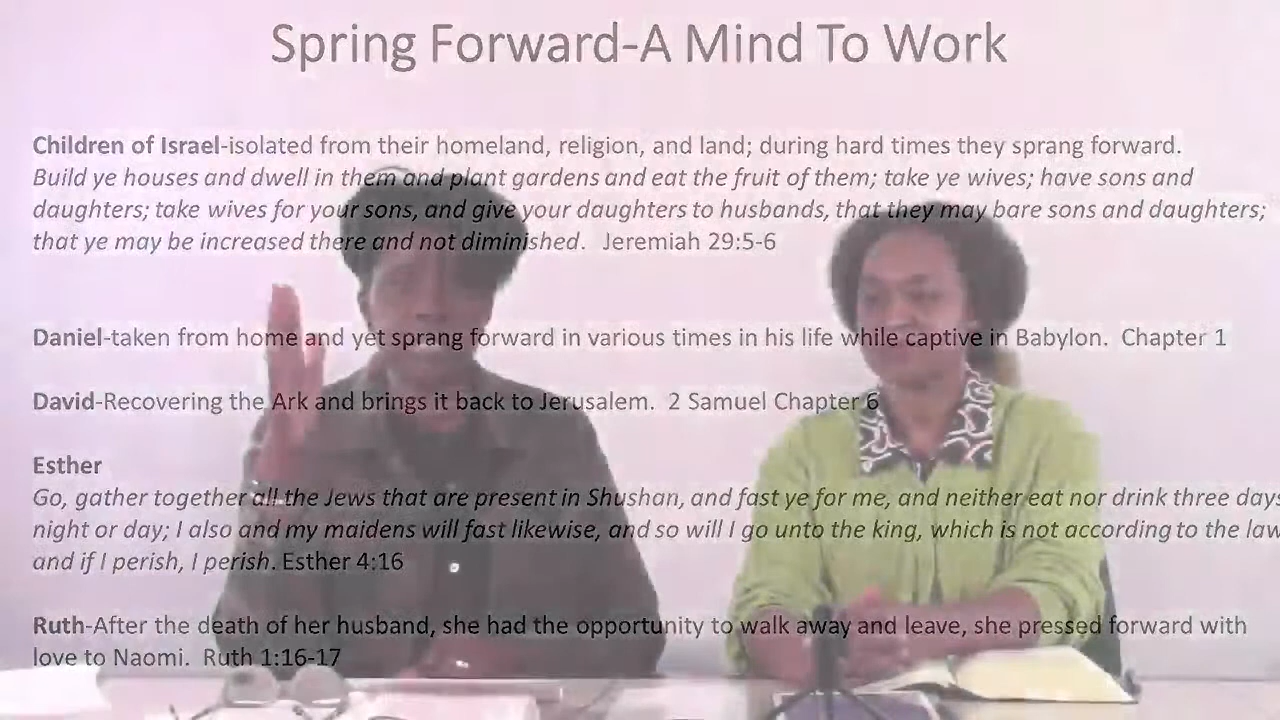 Spring Forward-A Mind To Work
Children of Israel-isolated from their homeland, religion, and land; during hard times they sprang forward.
Build ye houses and dwell in them and plant gardens and eat the fruit of them; take ye wives; have sons and
daughters; take wives for your sons, and give your daughters to husbands, that they may bare sons and daughters;
that ye may be increased there and not diminished. Jeremiah 29:5-6
Daniel-taken from home and yet sprang forward in various times in his life while captive in Babylon. Chapter 1
David-Recovering the Ark and brings it back to Jerusalem. 2 Samuel Chapter 6
Esther
Go, gather together all the Jews that are present in Shushan, and fast ye for me, and neither eat nor drink three days
night or day; I also and my maidens will fast likewise, and so will I go unto the king, which is not according to the law
and if I perish, I perish. Esther 4:16
Ruth-After the death of her husband, she had the opportunity to walk away and leave, she pressed forward with
love to Naomi. Ruth 1:16-17